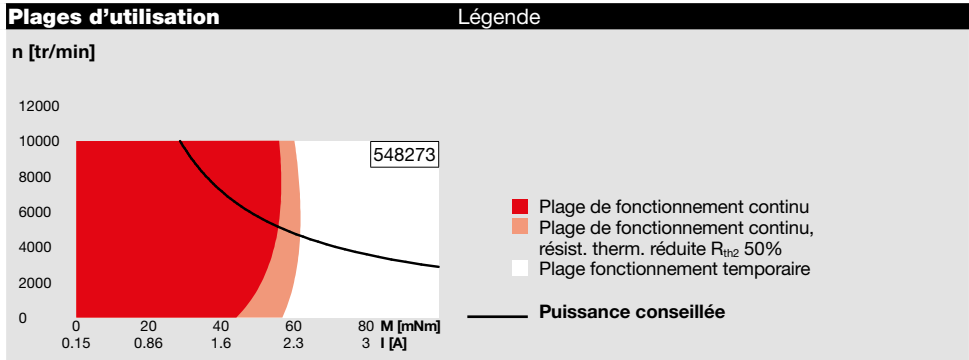 Plages d’utilisation Légende
n [tr/min]
12000
10000
548273
8000
6000
Plage de fonctionnement continu
Plage de fonctionnement continu,
4000
résist. therm. réduite Rth2 50%
Plage fonctionnement temporaire
2000
Puissance conseillée
0
0 20 40 60 80 M [mNm]
0.15 0.86 1.6 2.3 3 I [A]